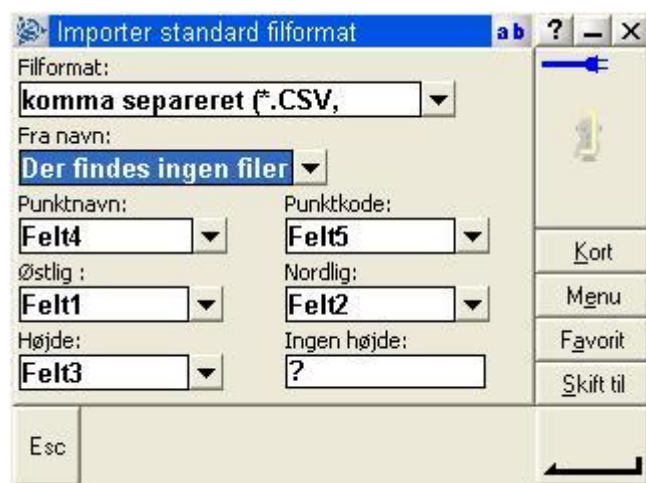 Importer standard filformat
ab ? – X
Filformat:
komma separeret (*.CSV,
Fra navn:
Der findes ingen filer
Punktnavn: Punktkode:
Felt4 Felt5
Østlig : Nordlig:
Felt1 Felt2
Højde: Ingen højde:
Felt3 ?
Kort
Menu
Favorit
Skift til
Esc